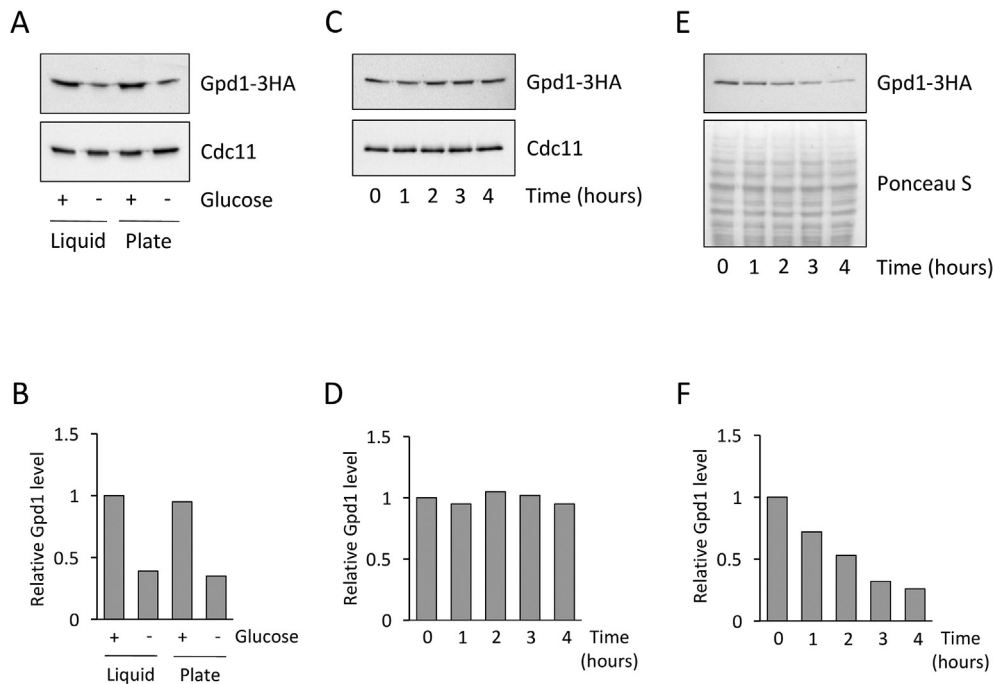 A
Gpd1-3HA
Cdc11
+ - + - Glucose
Liquid Plate
C
Gpd1-3HA
Cdc11
0 1 2 3 4 Time (hours)
E
Gpd1-3HA
Ponceau S
0 1 2 3 4 Time (hours)
B
Relative Gpd1 level
1.5
1
0.5
0
+ - + - Glucose
Liquid Plate
D
Relative Gpd1 level
1.5
1
0.5
0
0 1 2 3 4 Time
(hours)
F
Relative Gpd1 level
1.5
1
0.5
0
0 1 2 3 4 Time
(hours)